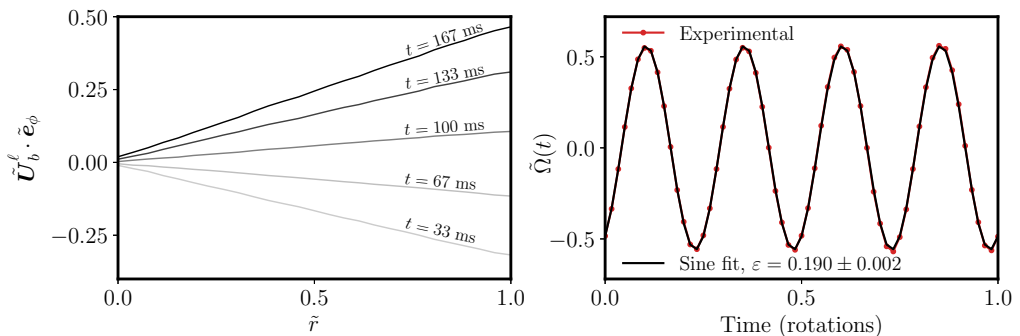 0.50
0.25
0.00
−0.25
0.0
0.5
1.0
r̃
Ũ_b^ℓ · ẽ_ϕ
t = 167 ms
t = 133 ms
t = 100 ms
t = 67 ms
t = 33 ms
0.5
0.0
−0.5
0.0
0.5
1.0
Time (rotations)
Ω̃(t)
Experimental
Sine fit, ε = 0.190 ± 0.002